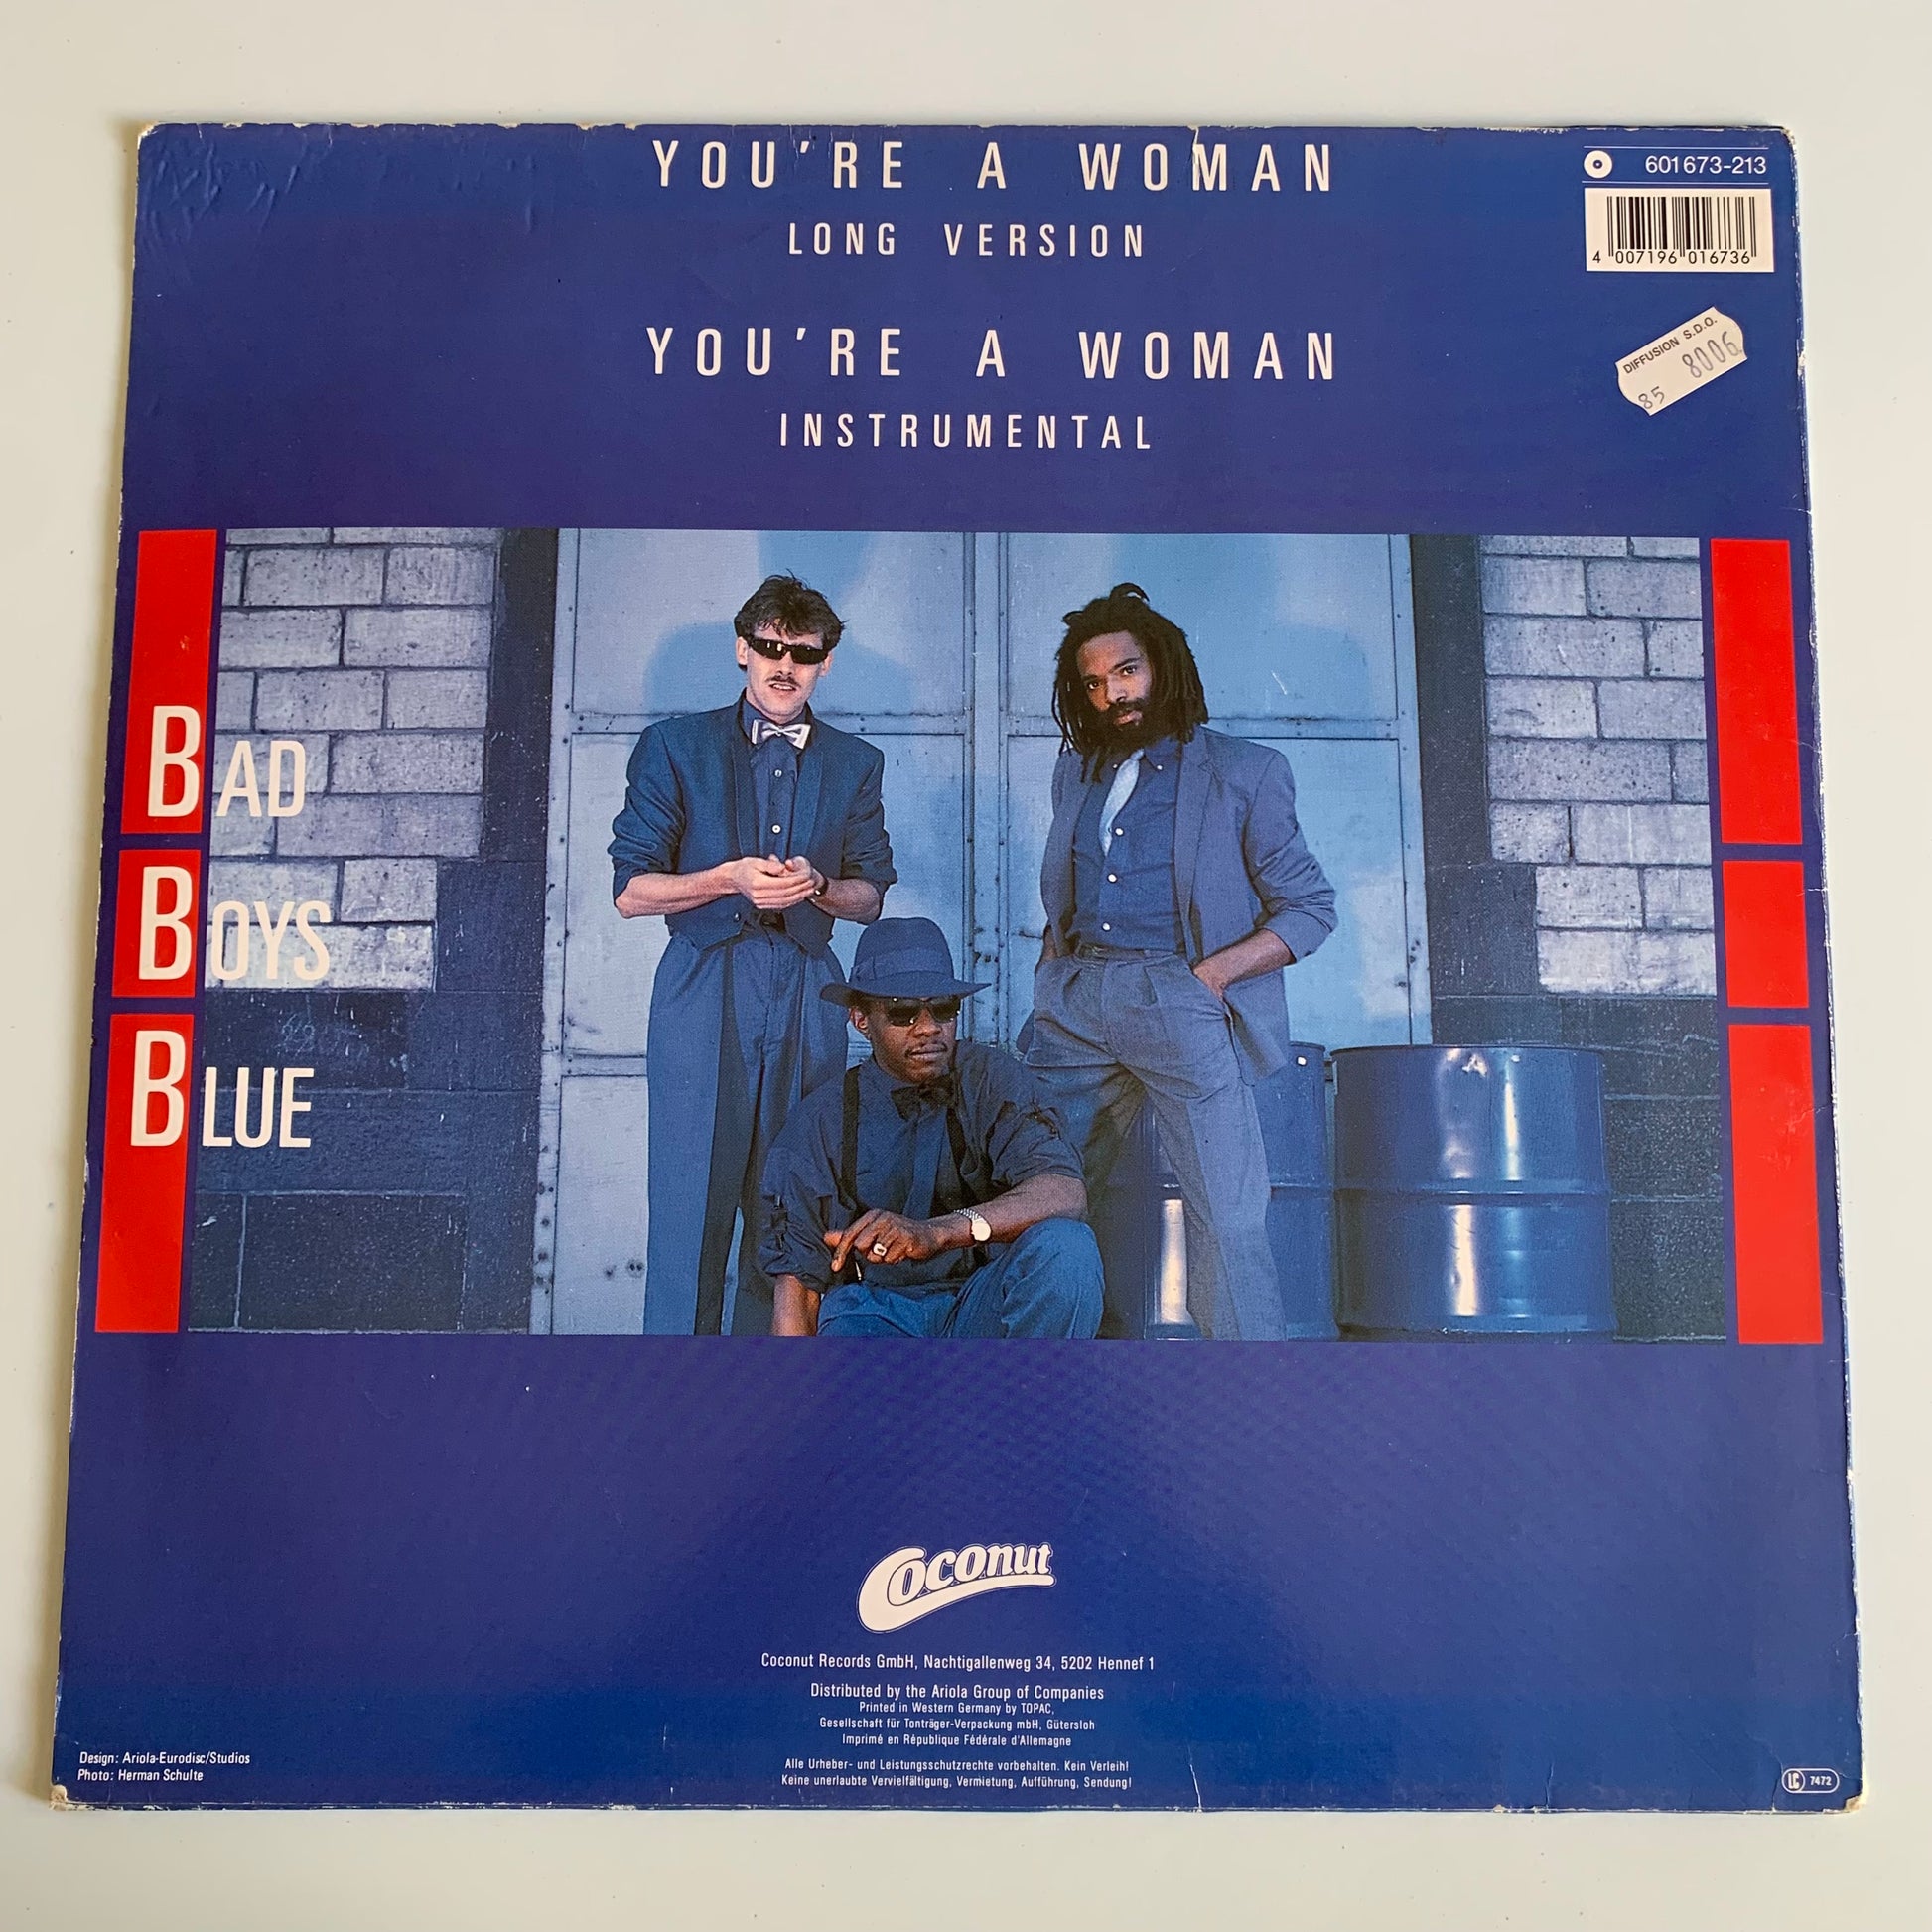 YOU'RE A WOMAN
LONG VERSION
YOU'RE A WOMAN
INSTRUMENTAL
601673-213
4 007196 016736
DIFFUSION S.D.O.
85 8006
BAD
BOYS
BLUE
Coconut
Coconut Records GmbH, Nachtigallenweg 34, 5202 Hennef 1
Distributed by the Ariola Group of Companies
Printed in Western Germany by TOPAC,
Gesellschaft für Tonträger-Verpackung mbH, Gütersloh
Imprimé en République Fédérale d'Allemagne
Alle Urheber- und Leistungsschutzrechte vorbehalten. Kein Verleih!
Keine unerlaubte Vervielfältigung, Vermietung, Aufführung, Sendung!
Design: Ariola-Eurodisc/Studios
Photo: Herman Schulte
LC 7472